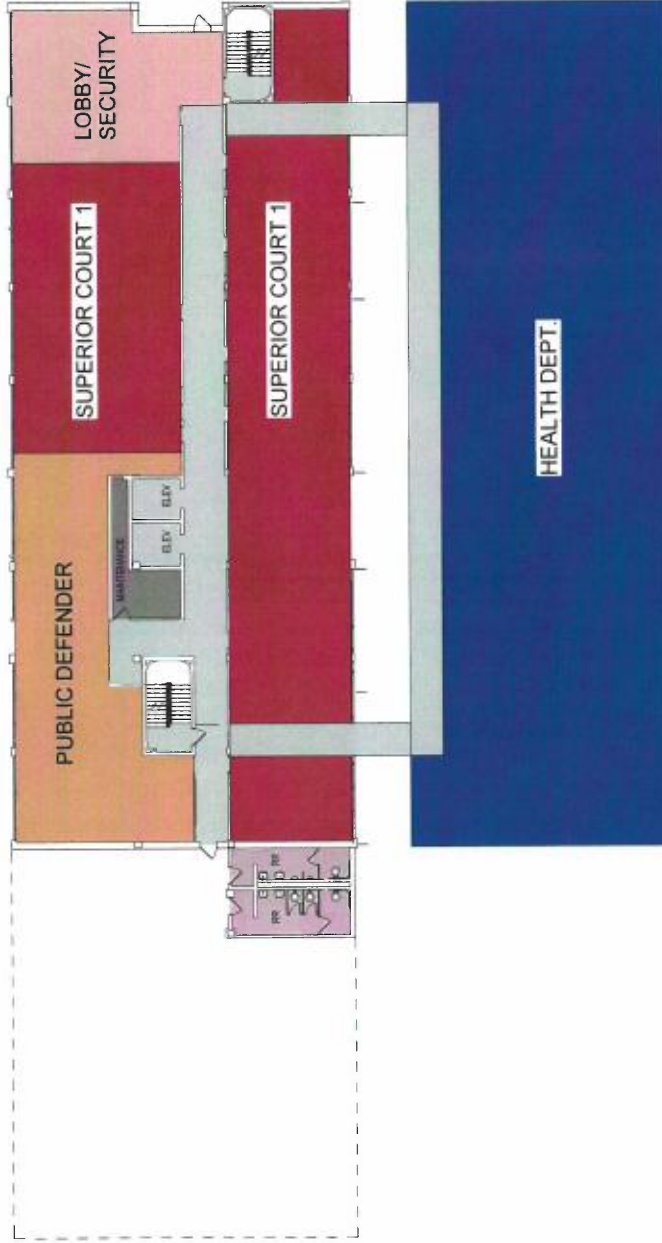 LOBBY/
SECURITY
SUPERIOR COURT 1
SUPERIOR COURT 1
PUBLIC DEFENDER
MAINTENANCE
ELEV
ELEV
RR
RR
HEALTH DEPT.